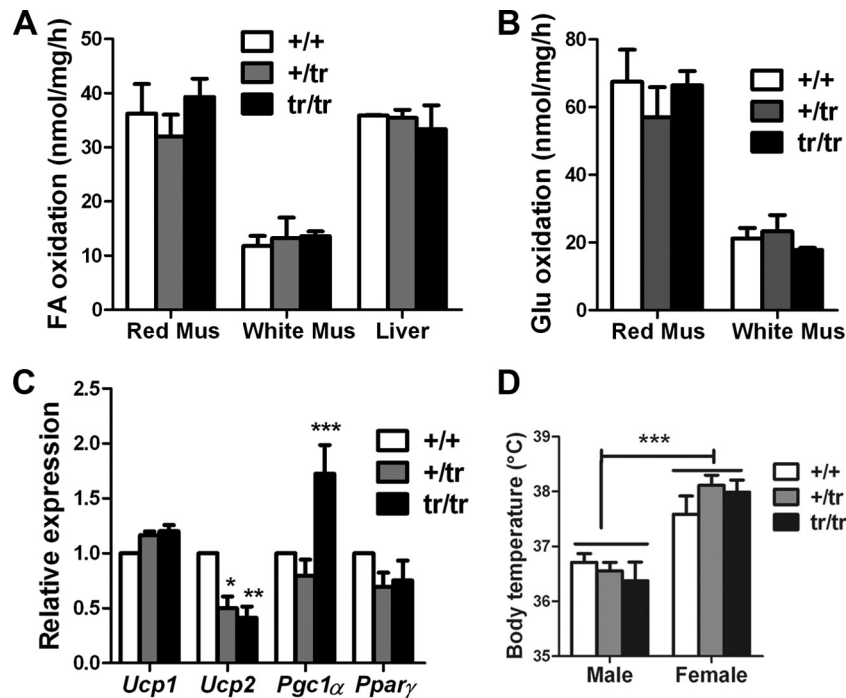 A
FA oxidation (nmol/mg/h)
50
40
30
20
10
0
+/+
+/tr
tr/tr
Red Mus White Mus Liver
B
Glu oxidation (nmol/mg/h)
80
60
40
20
0
+/+
+/tr
tr/tr
Red Mus White Mus
C
Relative expression
2.5
2.0
1.5
1.0
0.5
0.0
***
* **
+/+
+/tr
tr/tr
Ucp1 Ucp2 Pgc1α Pparγ
D
Body temperature (°C)
39
38
37
36
35
***
+/+
+/tr
tr/tr
Male Female